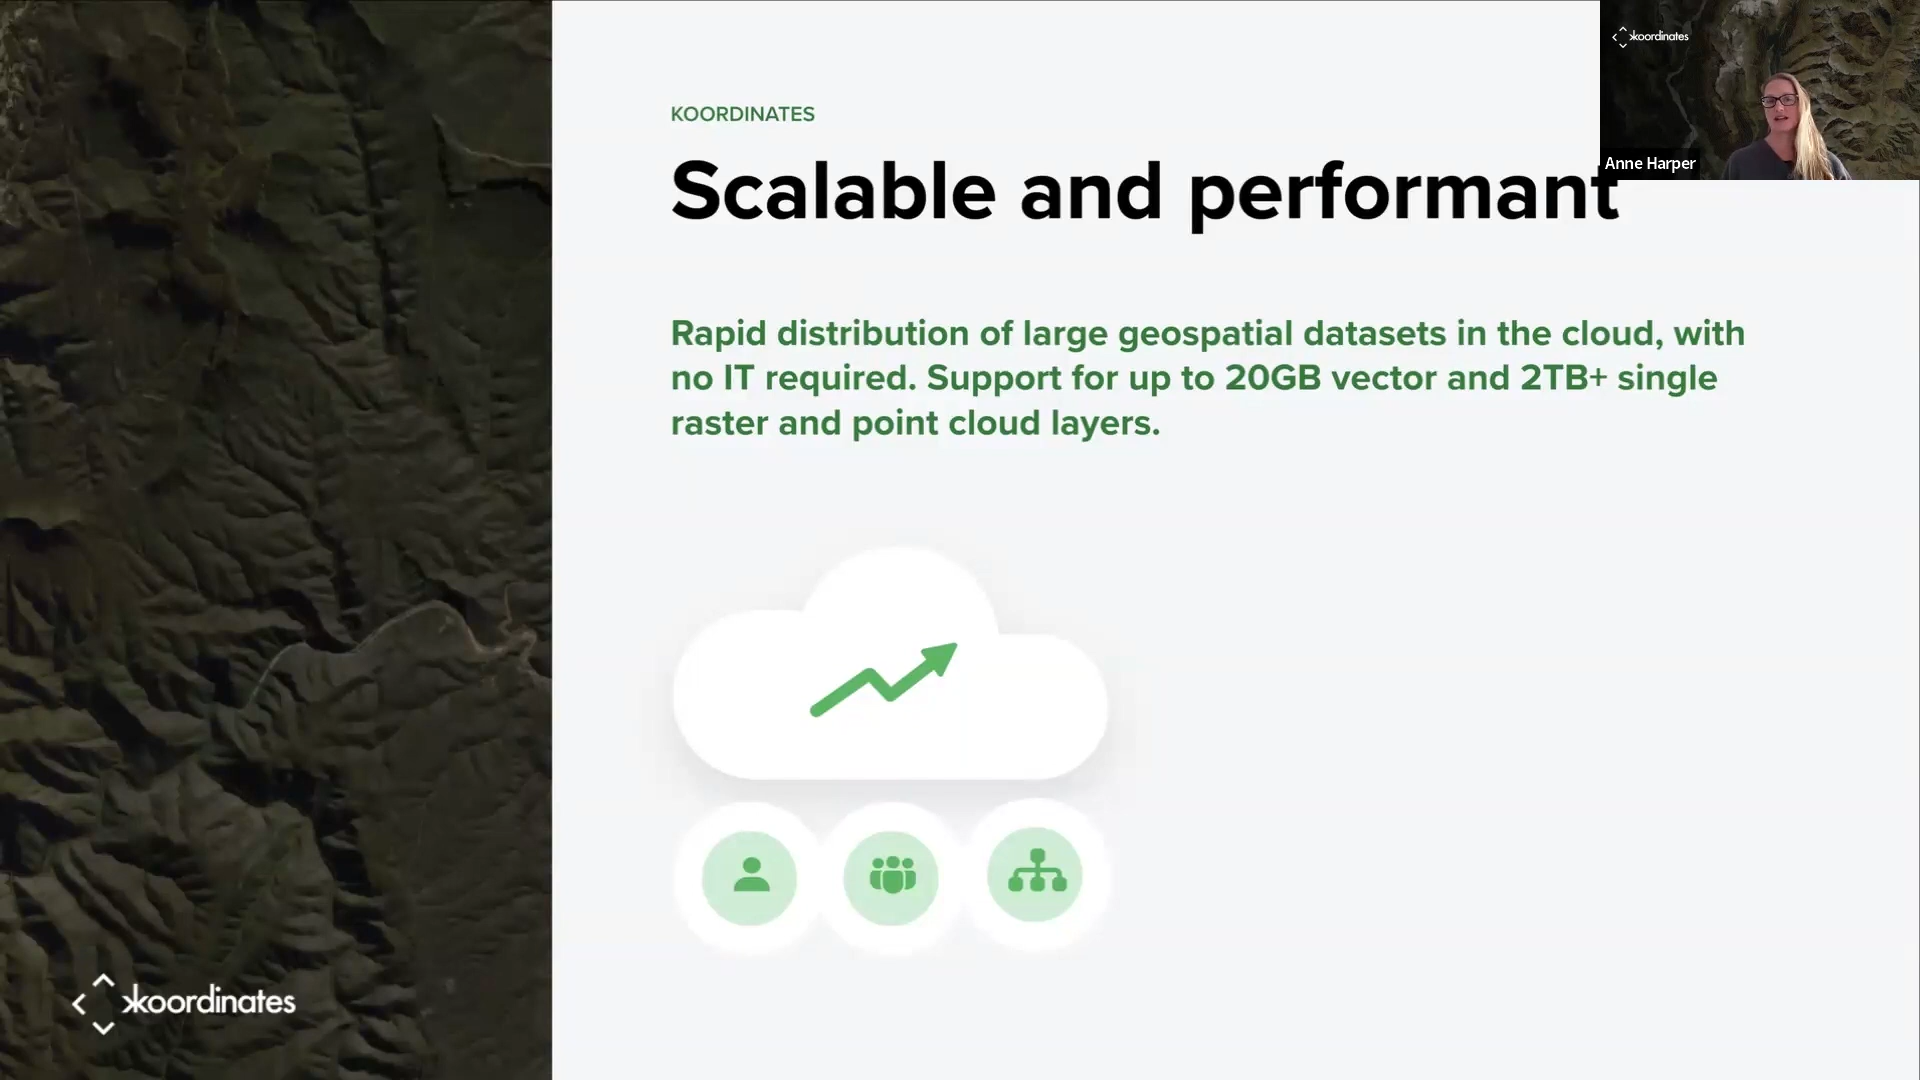 koordinates
Anne Harper
KOORDINATES
Scalable and performant
Rapid distribution of large geospatial datasets in the cloud, with
no IT required. Support for up to 20GB vector and 2TB+ single
raster and point cloud layers.
koordinates